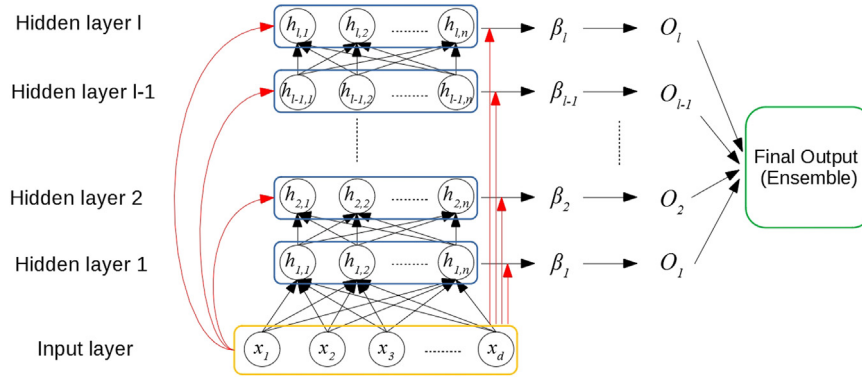 Hidden layer l h_{l,1} h_{l,2} ........ h_{l,n} β_l O_l
Hidden layer l-1 h_{l-1,1} h_{l-1,2} ........ h_{l-1,n} β_{l-1} O_{l-1}
Final Output
(Ensemble)
Hidden layer 2 h_{2,1} h_{2,2} ........ h_{2,n} β_2 O_2
Hidden layer 1 h_{1,1} h_{1,2} ........ h_{1,n} β_1 O_1
Input layer x_1 x_2 x_3 ........ x_d